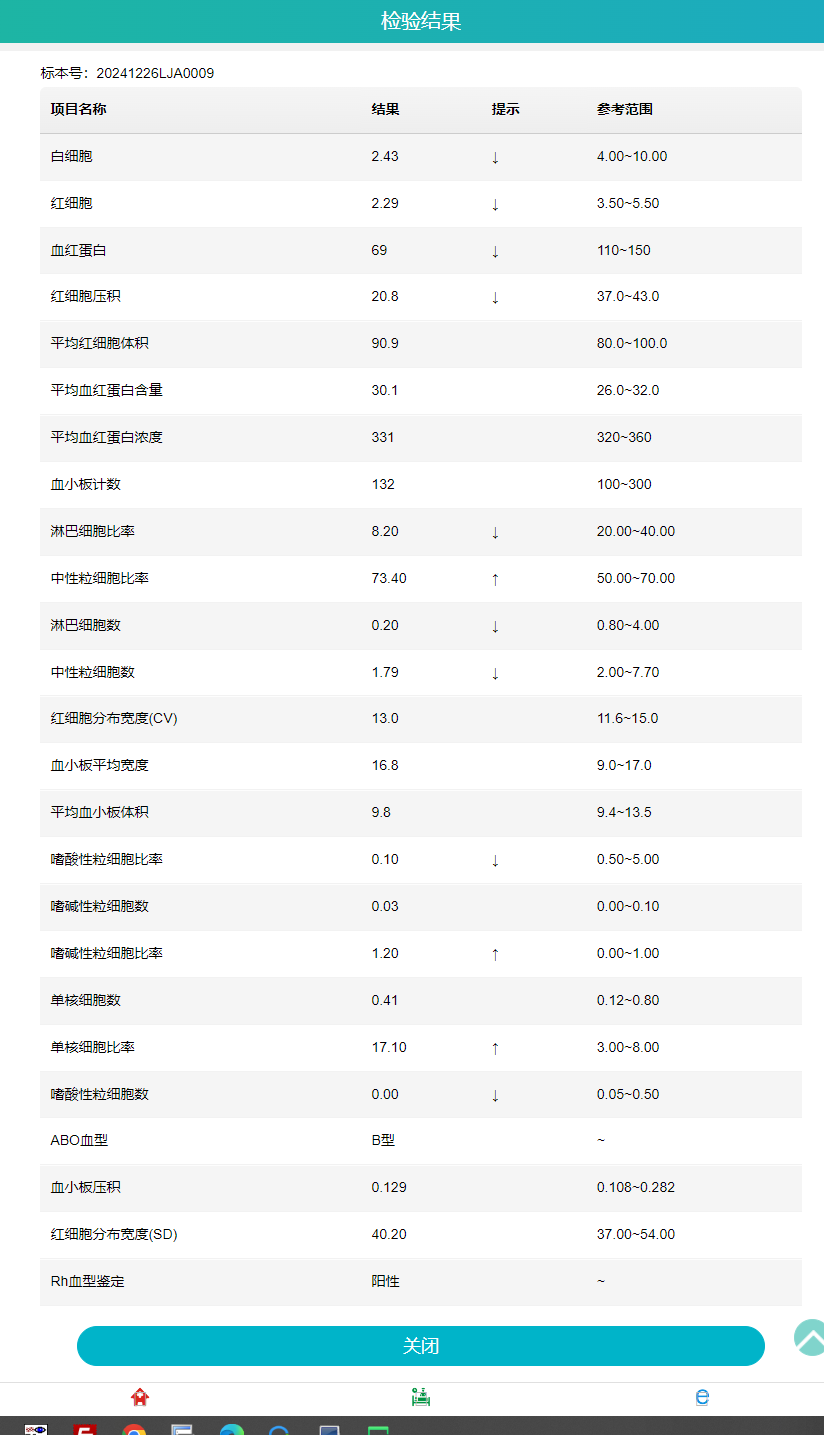 检验结果
标本号：20241226LJA0009
项目名称 结果 提示 参考范围
白细胞 2.43 ↓ 4.00~10.00
红细胞 2.29 ↓ 3.50~5.50
血红蛋白 69 ↓ 110~150
红细胞压积 20.8 ↓ 37.0~43.0
平均红细胞体积 90.9 80.0~100.0
平均血红蛋白含量 30.1 26.0~32.0
平均血红蛋白浓度 331 320~360
血小板计数 132 100~300
淋巴细胞比率 8.20 ↓ 20.00~40.00
中性粒细胞比率 73.40 ↑ 50.00~70.00
淋巴细胞数 0.20 ↓ 0.80~4.00
中性粒细胞数 1.79 ↓ 2.00~7.70
红细胞分布宽度(CV) 13.0 11.6~15.0
血小板平均宽度 16.8 9.0~17.0
平均血小板体积 9.8 9.4~13.5
嗜酸性粒细胞比率 0.10 ↓ 0.50~5.00
嗜碱性粒细胞数 0.03 0.00~0.10
嗜碱性粒细胞比率 1.20 ↑ 0.00~1.00
单核细胞数 0.41 0.12~0.80
单核细胞比率 17.10 ↑ 3.00~8.00
嗜酸性粒细胞数 0.00 ↓ 0.05~0.50
ABO血型 B型 ~
血小板压积 0.129 0.108~0.282
红细胞分布宽度(SD) 40.20 37.00~54.00
Rh血型鉴定 阳性 ~
关闭